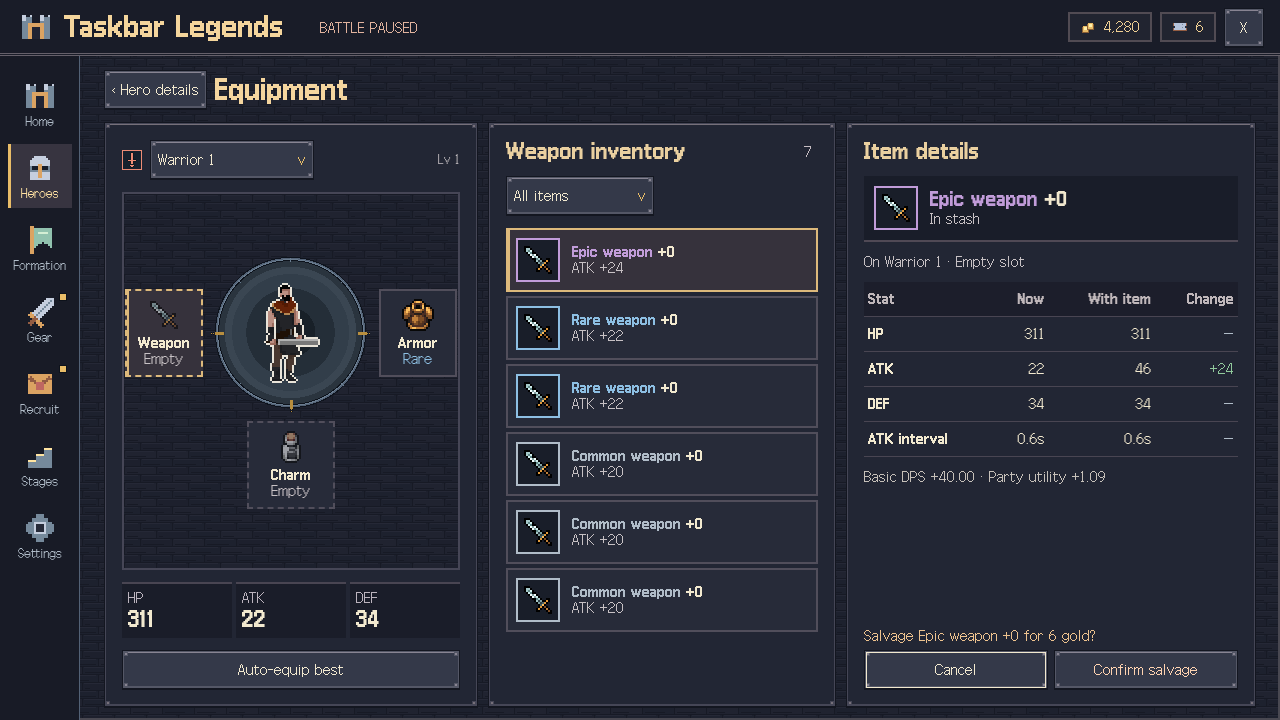 Taskbar Legends
BATTLE PAUSED
4,280
6
X
Home
Heroes
Formation
Gear
Recruit
Stages
Settings
‹ Hero details
Equipment
Warrior 1
v
Lv 1
Weapon
Empty
Armor
Rare
Charm
Empty
HP
311
ATK
22
DEF
34
Auto-equip best
Weapon inventory
7
All items
v
Epic weapon +0
ATK +24
Rare weapon +0
ATK +22
Rare weapon +0
ATK +22
Common weapon +0
ATK +20
Common weapon +0
ATK +20
Common weapon +0
ATK +20
Item details
Epic weapon +0
In stash
On Warrior 1 · Empty slot
Stat Now With item Change
HP 311 311 —
ATK 22 46 +24
DEF 34 34 —
ATK interval 0.6s 0.6s —
Basic DPS +40.00 · Party utility +1.09
Salvage Epic weapon +0 for 6 gold?
Cancel
Confirm salvage